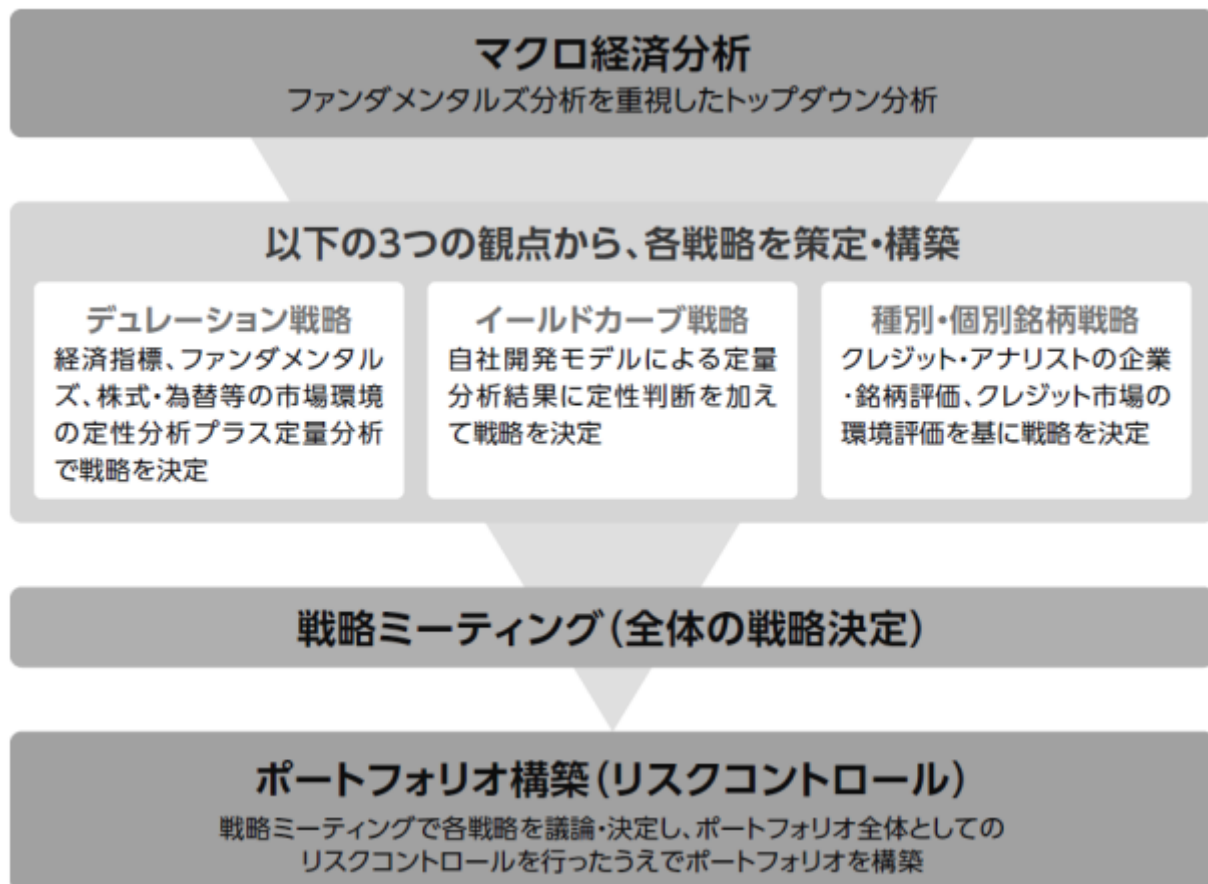 マクロ経済分析
ファンダメンタルズ分析を重視したトップダウン分析
以下の3つの観点から、各戦略を策定・構築
デュレーション戦略
経済指標、ファンダメンタル
ズ、株式・為替等の市場環境
の定性分析プラス定量分析
で戦略を決定
イールドカーブ戦略
自社開発モデルによる定量
分析結果に定性判断を加え
て戦略を決定
種別・個別銘柄戦略
クレジット・アナリストの企業
・銘柄評価、クレジット市場の
環境評価を基に戦略を決定
戦略ミーティング(全体の戦略決定)
ポートフォリオ構築(リスクコントロール)
戦略ミーティングで各戦略を議論・決定し、ポートフォリオ全体としての
リスクコントロールを行ったうえでポートフォリオを構築